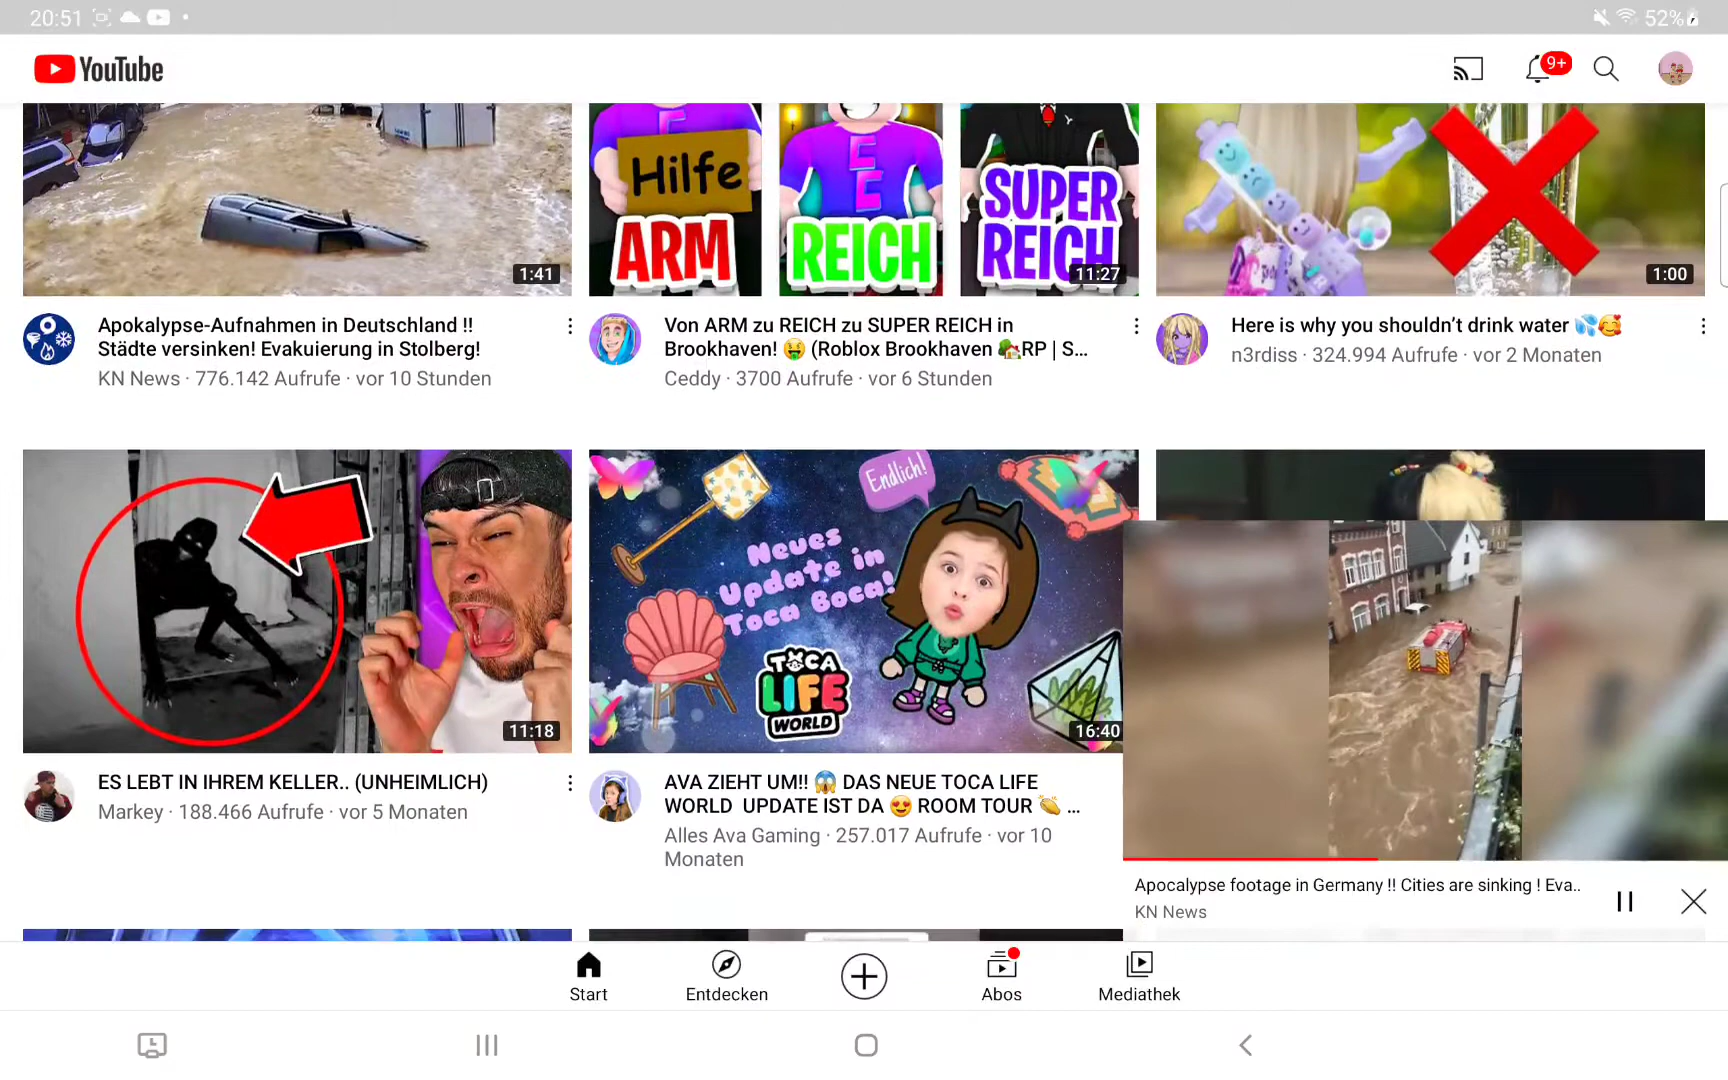 20:51
52%
YouTube
9+
Hilfe
ARM
REICH
SUPER
REICH
1:41
11:27
1:00
Apokalypse-Aufnahmen in Deutschland !!
Städte versinken! Evakuierung in Stolberg!
KN News · 776.142 Aufrufe · vor 10 Stunden
Von ARM zu REICH zu SUPER REICH in
Brookhaven! 🤑 (Roblox Brookhaven 🏡RP | S...
Ceddy · 3700 Aufrufe · vor 6 Stunden
Here is why you shouldn’t drink water 💦🥰
n3rdiss · 324.994 Aufrufe · vor 2 Monaten
Endlich!
Neues
Update in
Toca Boca!
TOCA
LIFE
WORLD
11:18
16:40
ES LEBT IN IHREM KELLER.. (UNHEIMLICH)
Markey · 188.466 Aufrufe · vor 5 Monaten
AVA ZIEHT UM!! 😱 DAS NEUE TOCA LIFE
WORLD UPDATE IST DA 😍 ROOM TOUR 👏 ...
Alles Ava Gaming · 257.017 Aufrufe · vor 10
Monaten
Apocalypse footage in Germany !! Cities are sinking ! Eva..
KN News
Start
Entdecken
Abos
Mediathek